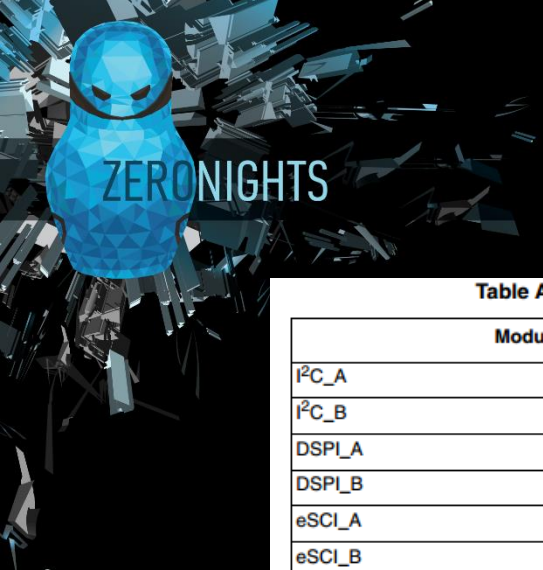 ZERONIGHTS
Table A
Modu
I²C_A
I²C_B
DSPI_A
DSPI_B
eSCI_A
eSCI_B